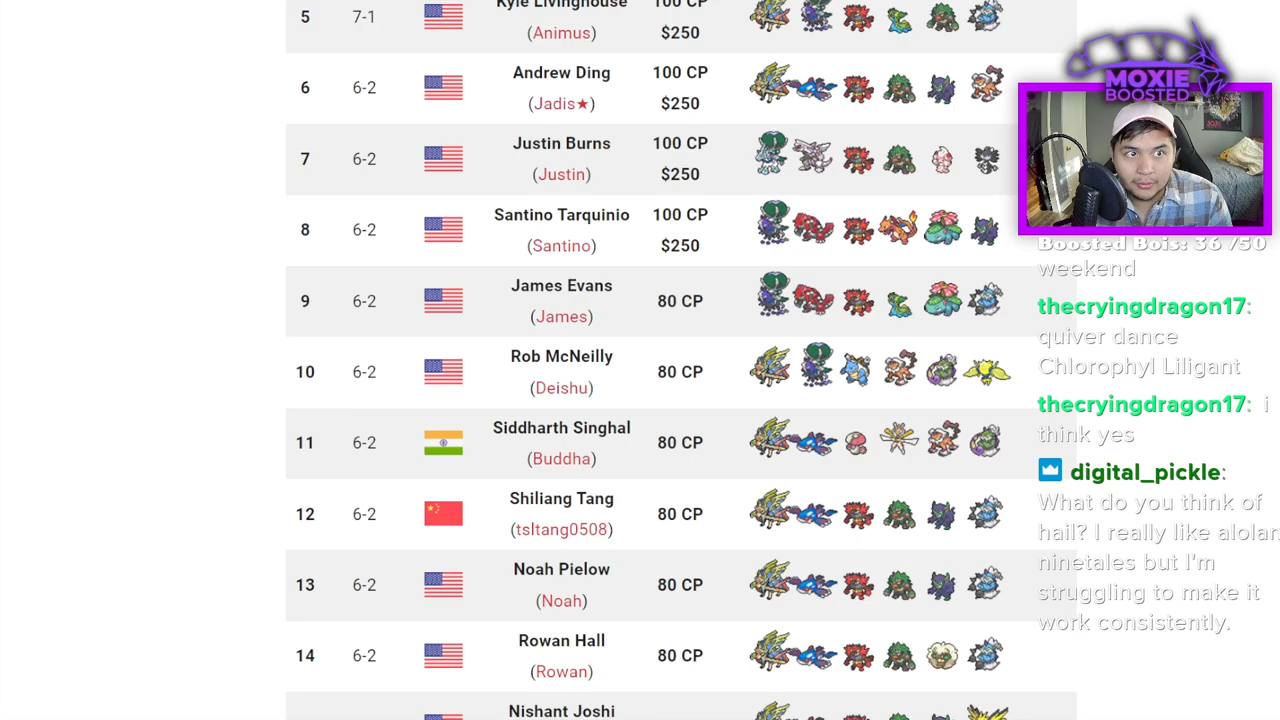 5 7-1 Kyle Livinghouse 100 CP
(Animus) $250
6 6-2 Andrew Ding 100 CP
(Jadis★) $250
7 6-2 Justin Burns 100 CP
(Justin) $250
8 6-2 Santino Tarquinio 100 CP
(Santino) $250
9 6-2 James Evans 80 CP
(James)
10 6-2 Rob McNeilly 80 CP
(Deishu)
11 6-2 Siddharth Singhal 80 CP
(Buddha)
12 6-2 Shiliang Tang 80 CP
(tsltang0508)
13 6-2 Noah Pielow 80 CP
(Noah)
14 6-2 Rowan Hall 80 CP
(Rowan)
Nishant Joshi
MOXIE
BOOSTED
Boosted Bois: 36 /50
weekend
thecryingdragon17:
quiver dance
Chlorophyl Liligant
thecryingdragon17: i
think yes
digital_pickle:
What do you think of
hail? I really like alolan
ninetales but I'm
struggling to make it
work consistently.